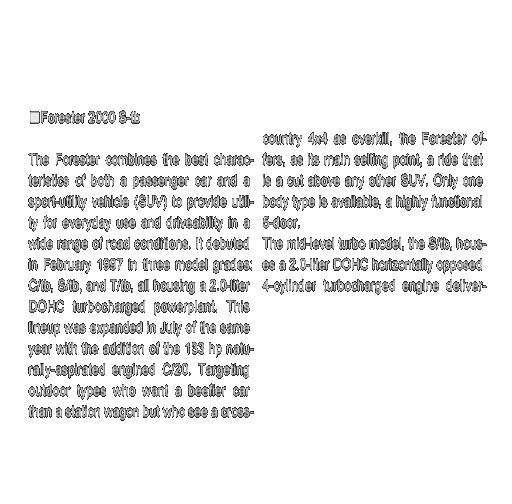 ■Forester 2000 S-tb
The Forester combines the best charac-
teristics of both a passenger car and a
sport-utility vehicle (SUV) to provide utili-
ty for everyday use and driveability in a
wide range of road conditions. It debuted
in February 1997 in three model grades:
C/tb, S/tb, and T/tb, all housing a 2.0-liter
DOHC turbocharged powerplant. This
lineup was expanded in July of the same
year with the addition of the 133 hp natu-
rally-aspirated engined C/20. Targeting
outdoor types who want a beefier car
than a station wagon but who see a cross-
country 4x4 as overkill, the Forester of-
fers, as its main selling point, a ride that
is a cut above any other SUV. Only one
body type is available, a highly functional
5-door.
The mid-level turbo model, the S/tb, hous-
es a 2.0-liter DOHC horizontally opposed
4-cylinder turbocharged engine deliver-